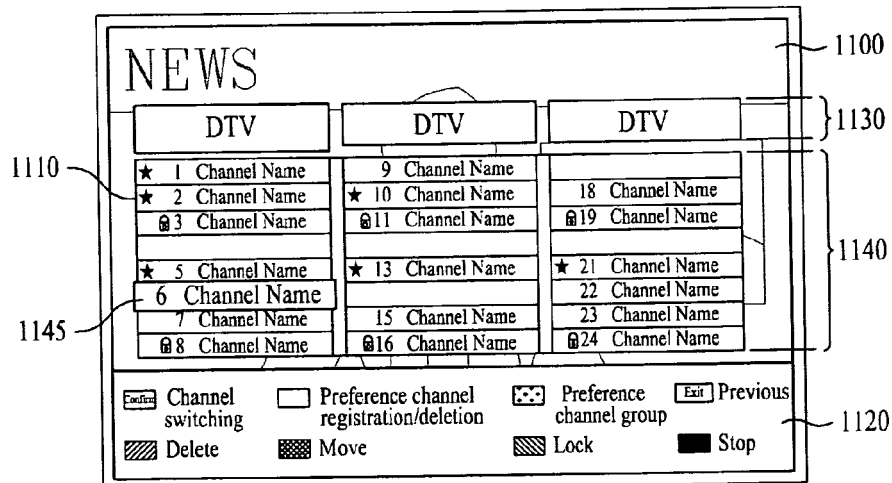 NEWS
1100
DTV DTV DTV
1130
1110
★ 1 Channel Name
★ 2 Channel Name
3 Channel Name
★ 5 Channel Name
6 Channel Name
7 Channel Name
8 Channel Name
9 Channel Name
★ 10 Channel Name
11 Channel Name
★ 13 Channel Name
15 Channel Name
16 Channel Name
18 Channel Name
19 Channel Name
★ 21 Channel Name
22 Channel Name
23 Channel Name
24 Channel Name
1140
1145
Confirm Channel switching
Preference channel registration/deletion
Preference channel group
Exit Previous
Delete
Move
Lock
Stop
1120